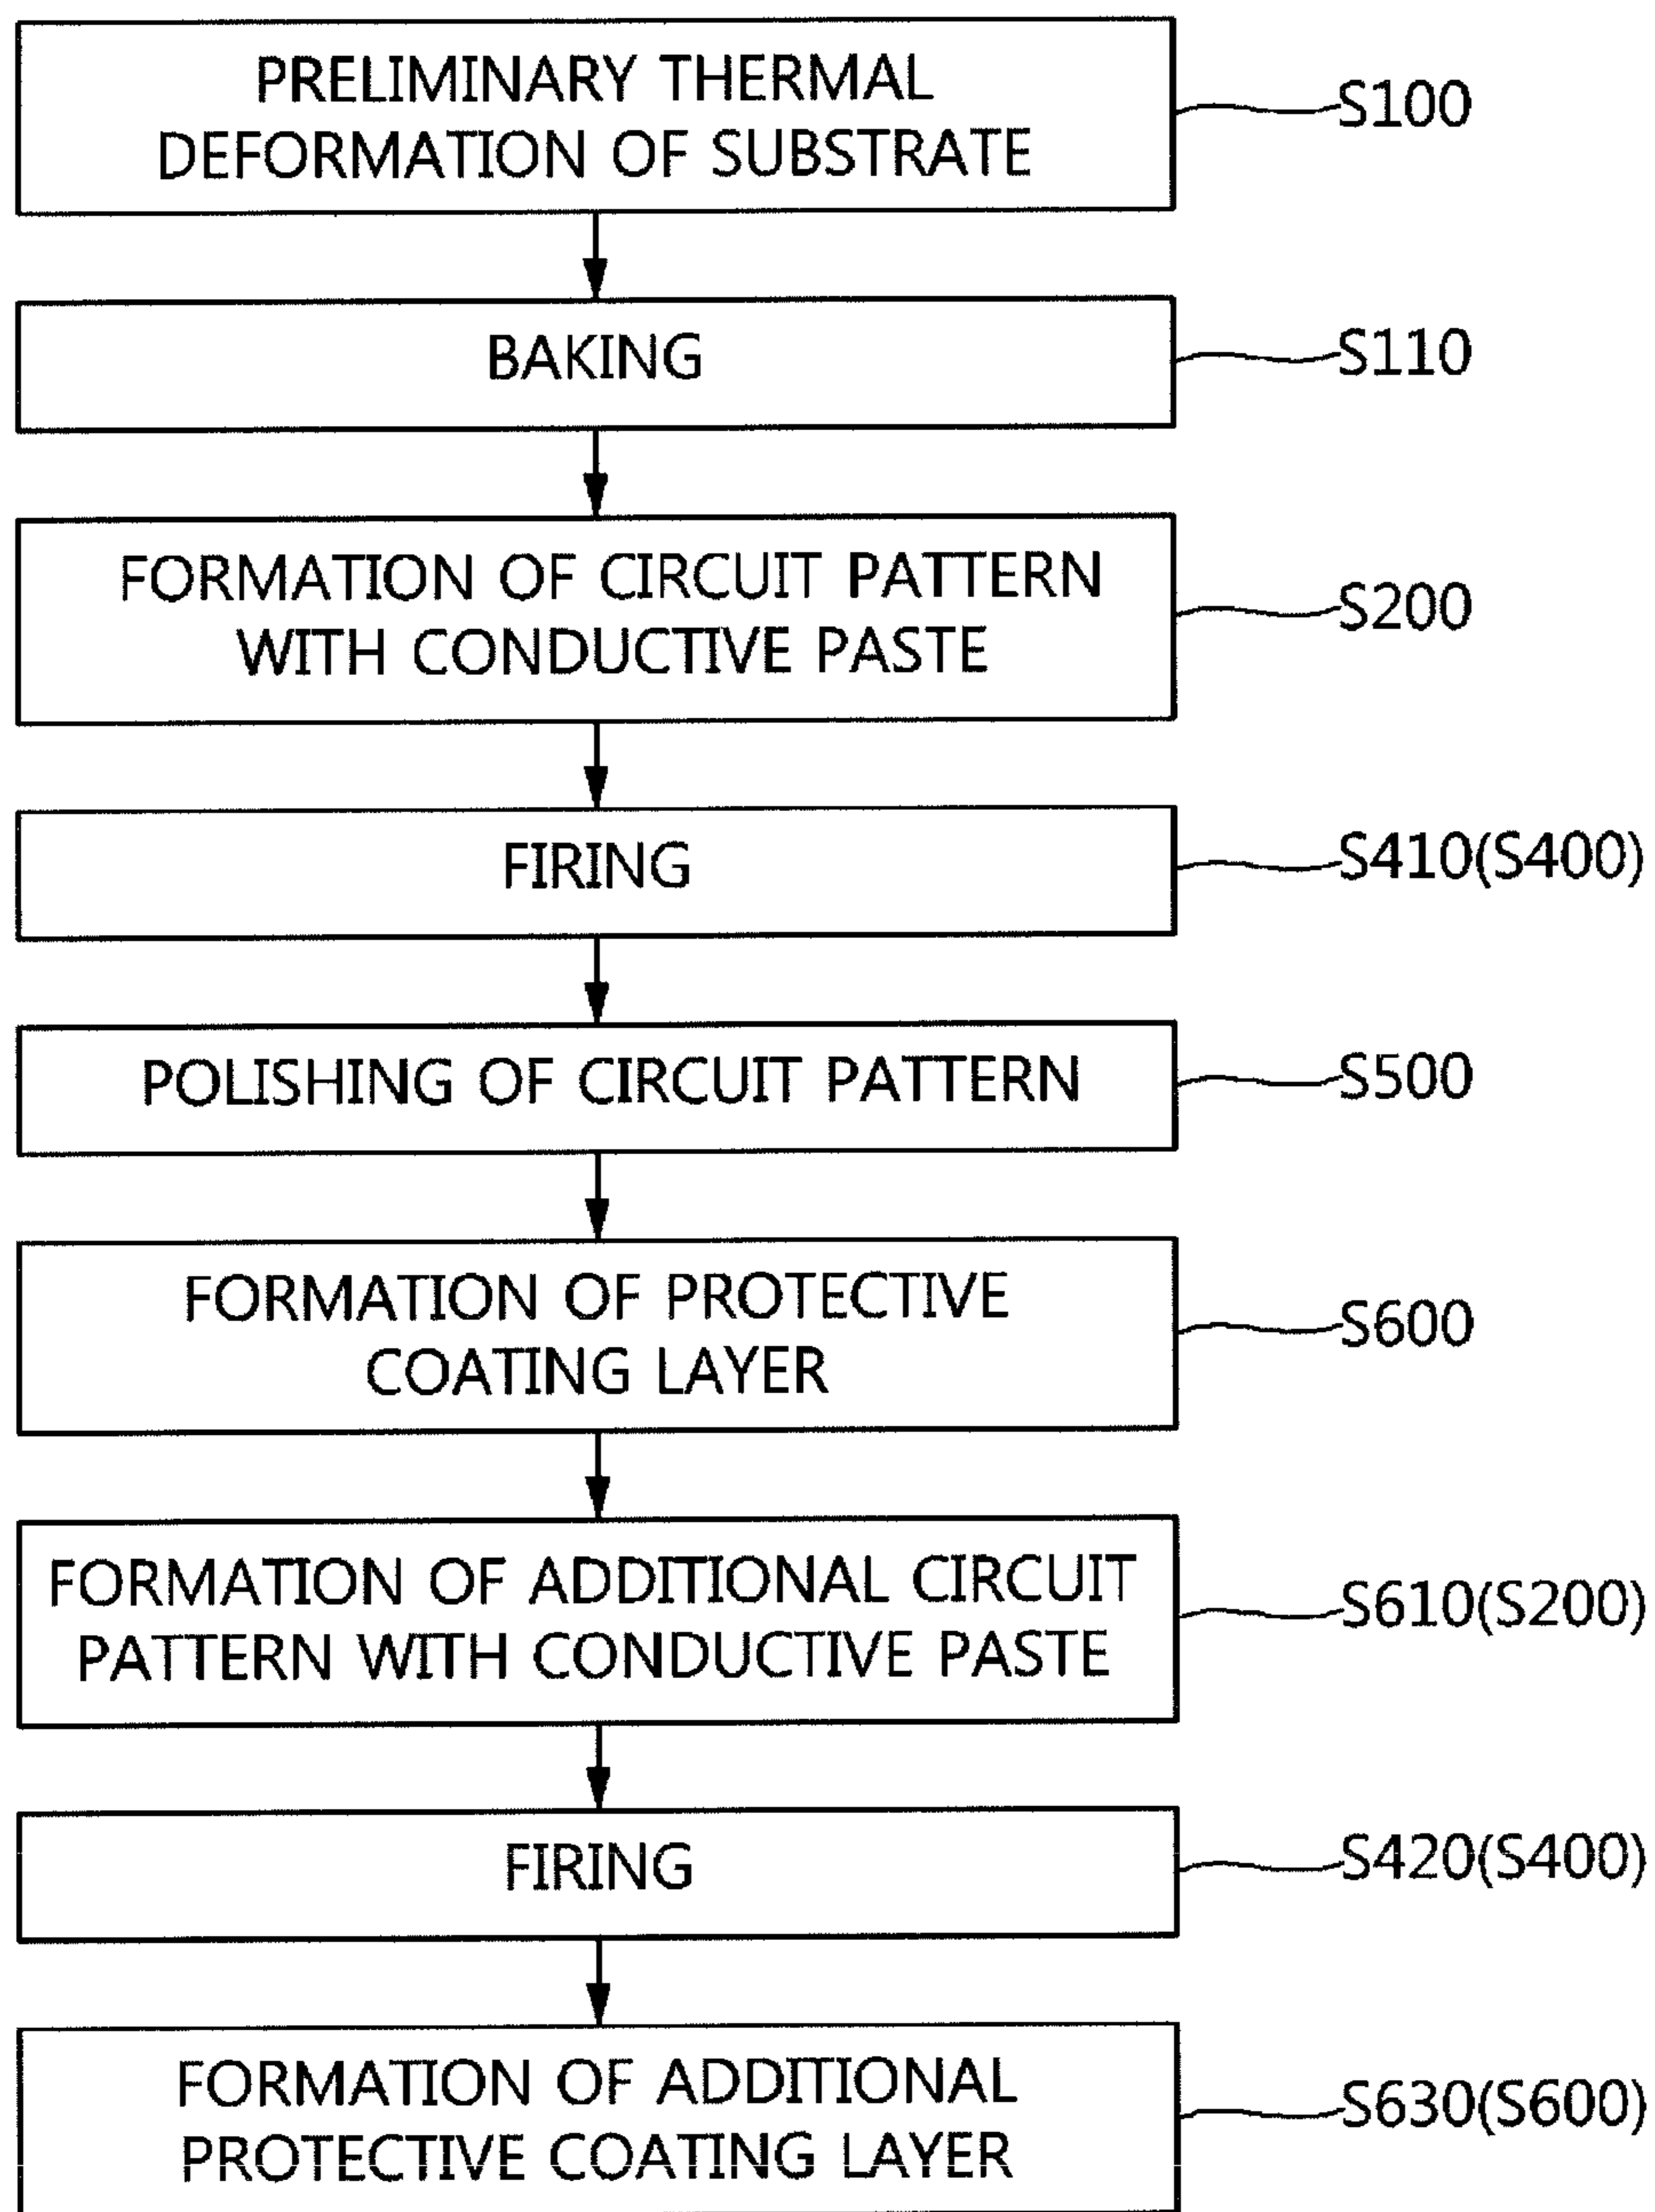 PRELIMINARY THERMAL
DEFORMATION OF SUBSTRATE
S100
BAKING
S110
FORMATION OF CIRCUIT PATTERN
WITH CONDUCTIVE PASTE
S200
FIRING
S410(S400)
POLISHING OF CIRCUIT PATTERN
S500
FORMATION OF PROTECTIVE
COATING LAYER
S600
FORMATION OF ADDITIONAL CIRCUIT
PATTERN WITH CONDUCTIVE PASTE
S610(S200)
FIRING
S420(S400)
FORMATION OF ADDITIONAL
PROTECTIVE COATING LAYER
S630(S600)